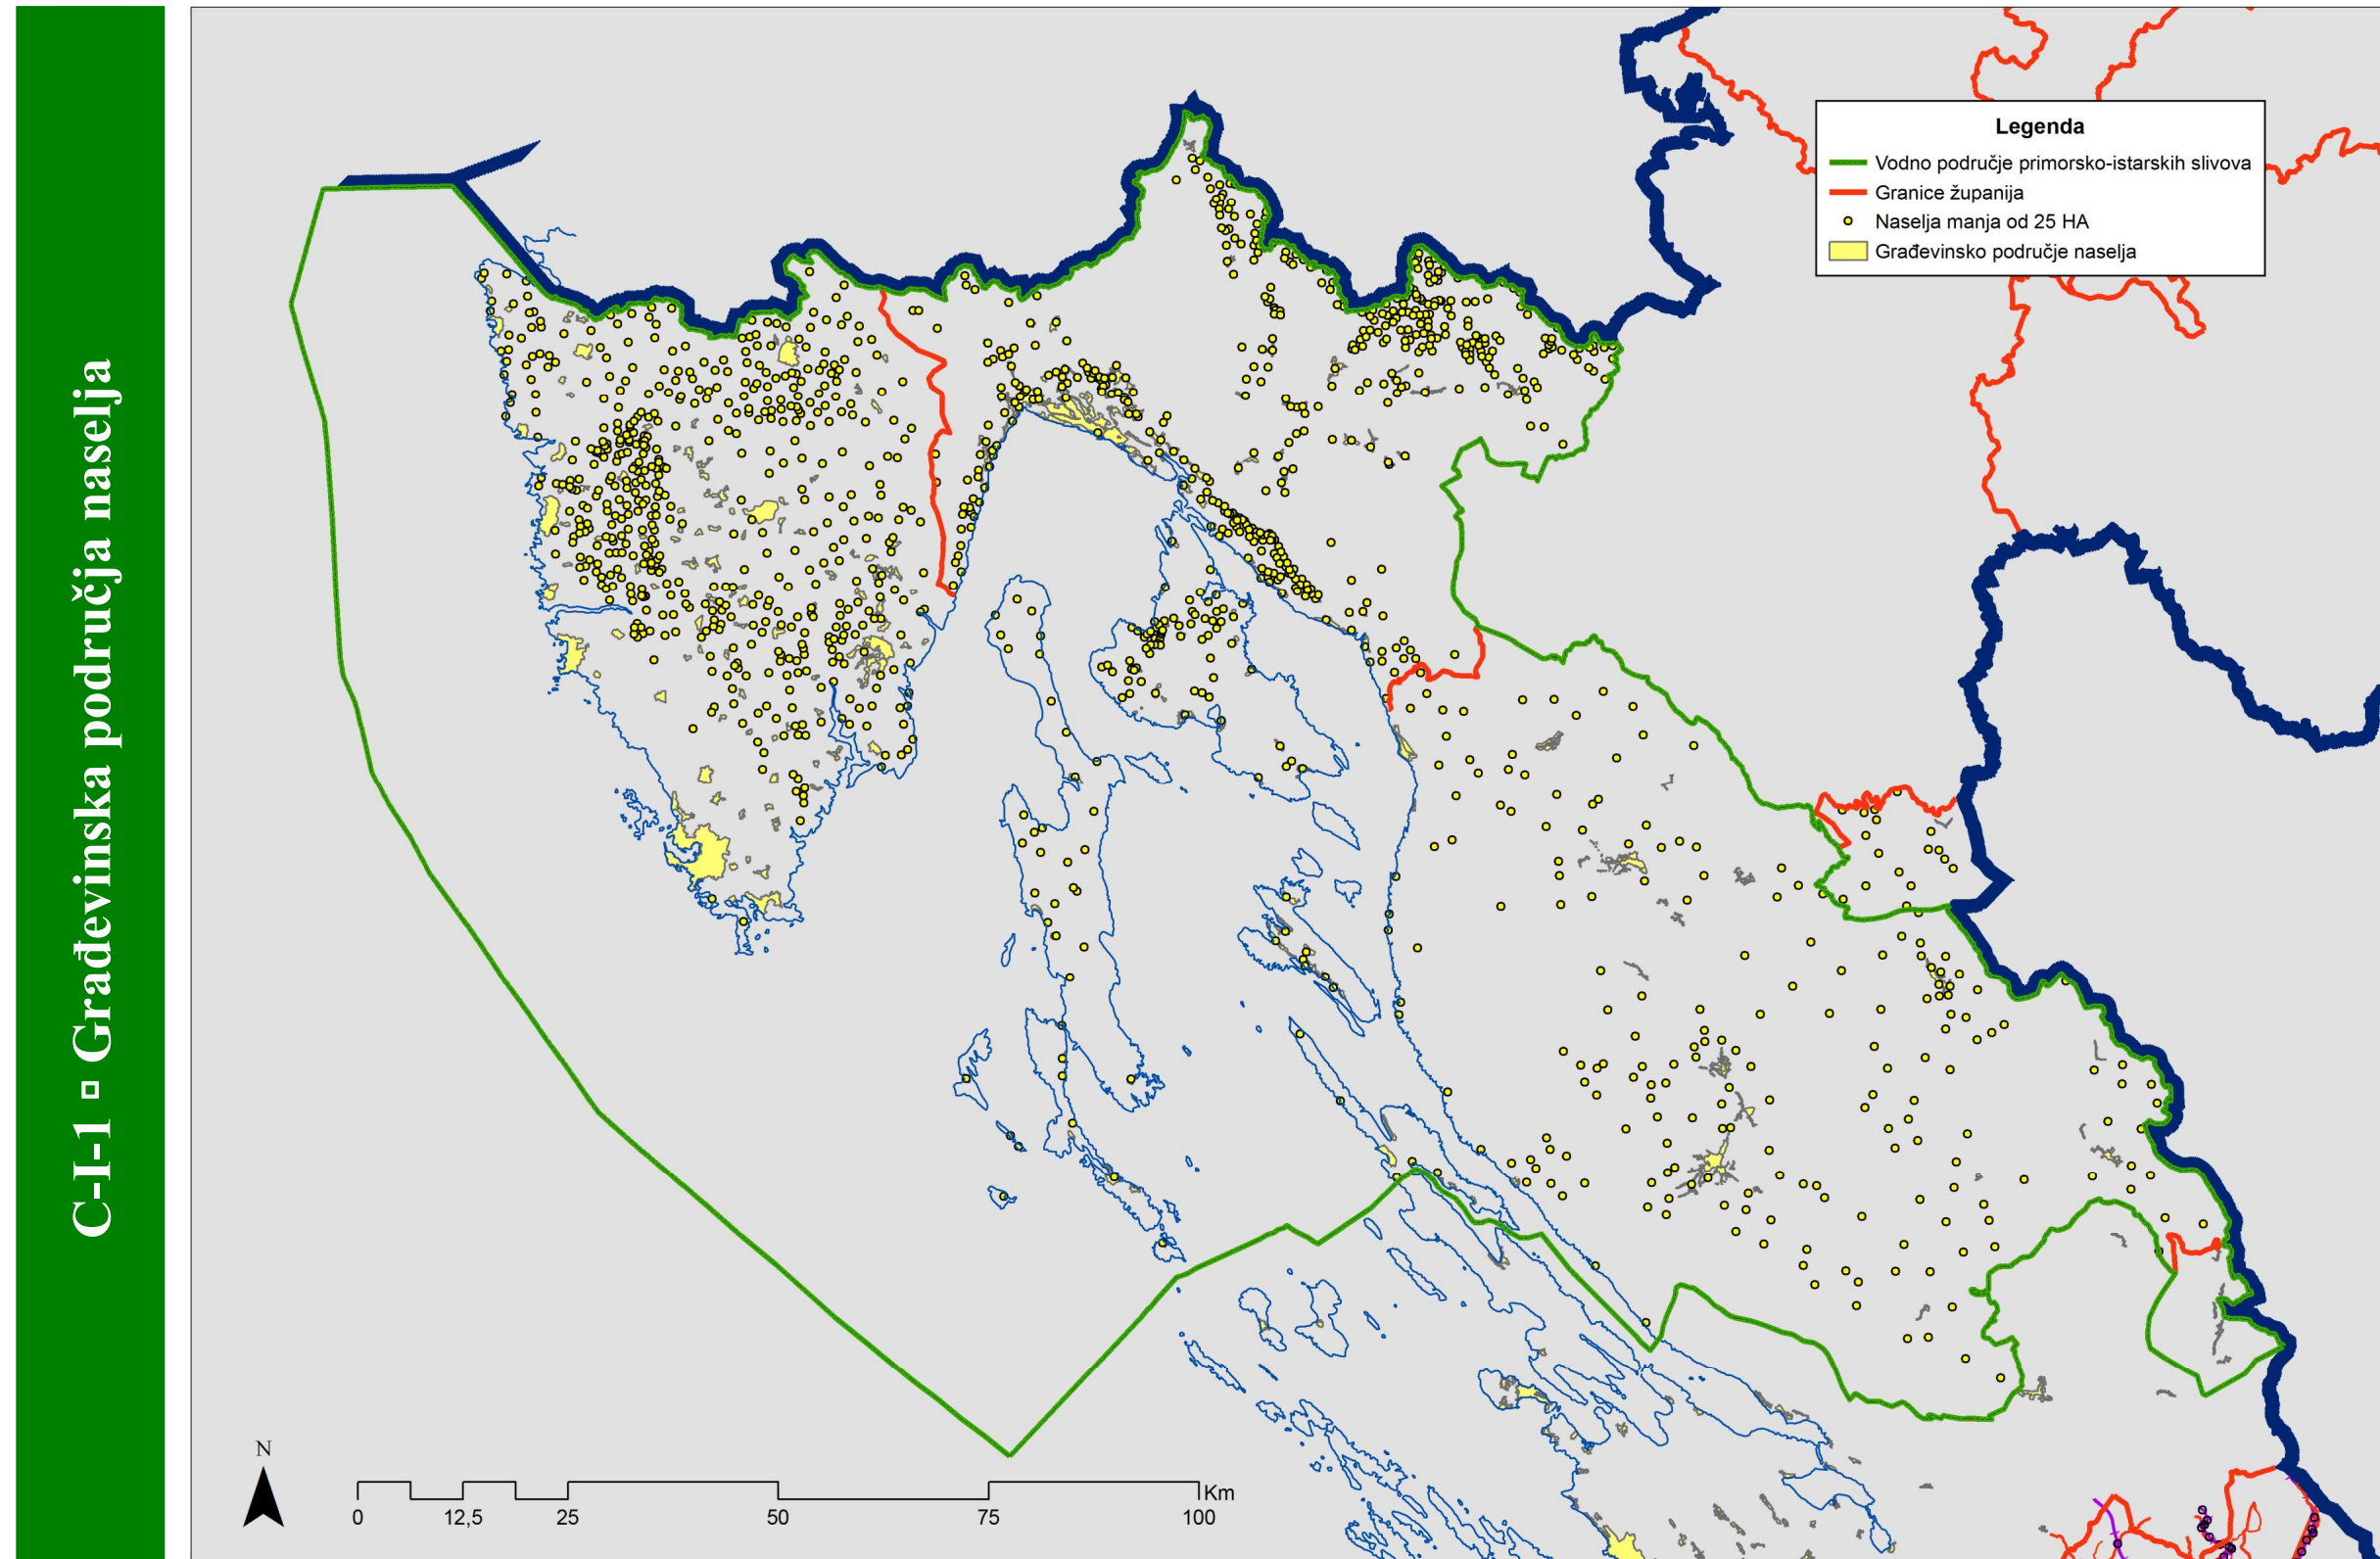 C-I-1 ▫ Građevinska područja naselja
Legenda
Vodno područje primorsko-istarskih slivova
Granice županija
Naselja manja od 25 HA
Građevinsko područje naselja
N
Km
0 12,5 25 50 75 100